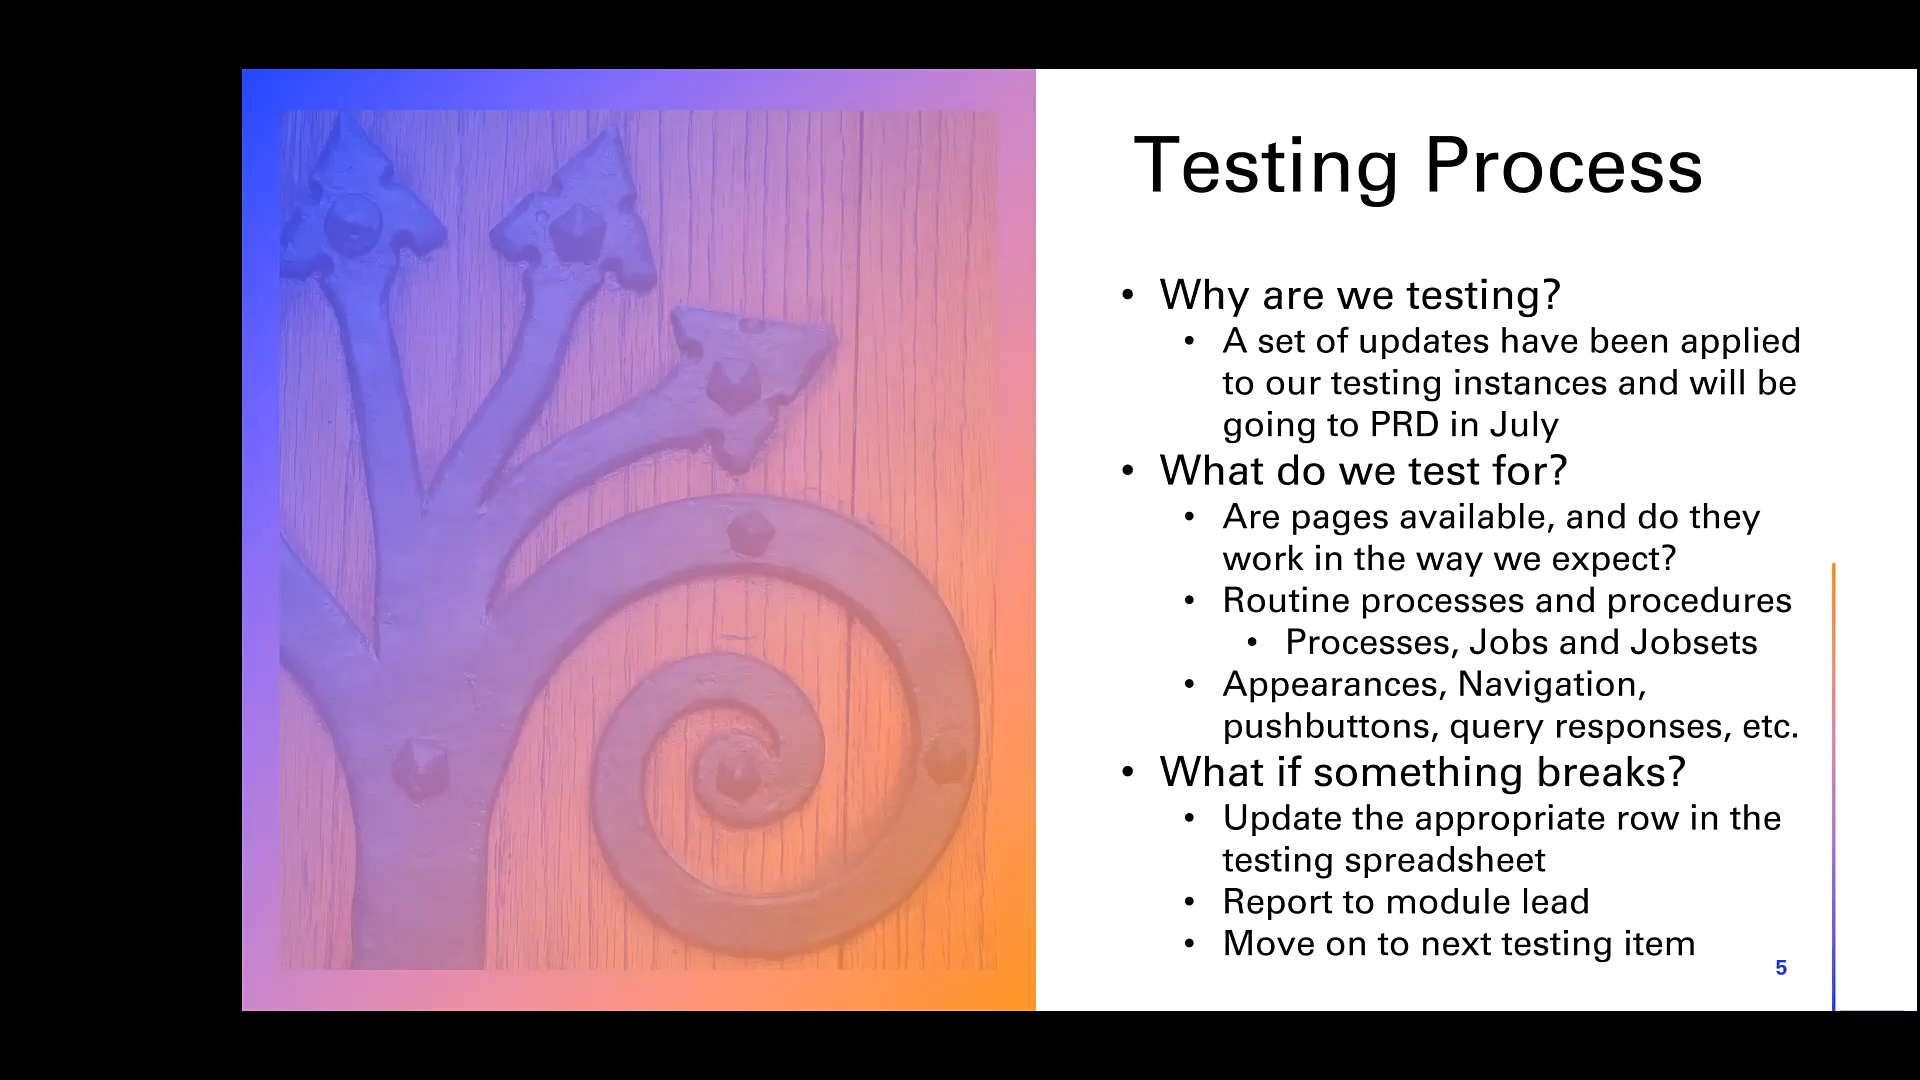 Testing Process
• Why are we testing?
• A set of updates have been applied
to our testing instances and will be
going to PRD in July
• What do we test for?
• Are pages available, and do they
work in the way we expect?
• Routine processes and procedures
• Processes, Jobs and Jobsets
• Appearances, Navigation,
pushbuttons, query responses, etc.
• What if something breaks?
• Update the appropriate row in the
testing spreadsheet
• Report to module lead
• Move on to next testing item
5